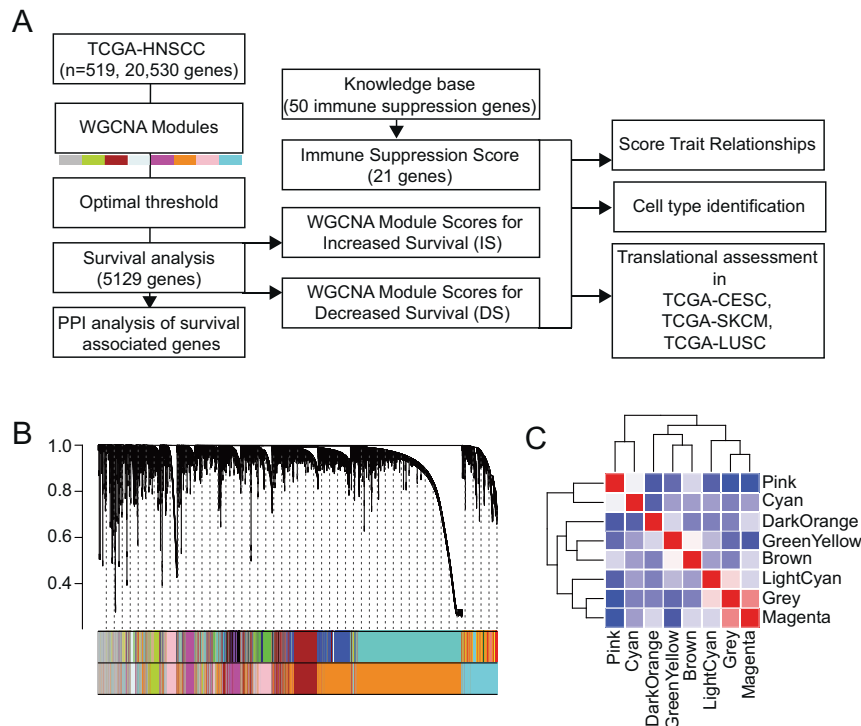 A
TCGA-HNSCC
(n=519, 20,530 genes)
WGCNA Modules
Optimal threshold
Survival analysis
(5129 genes)
PPI analysis of survival
associated genes
Knowledge base
(50 immune suppression genes)
Immune Suppression Score
(21 genes)
WGCNA Module Scores for
Increased Survival (IS)
WGCNA Module Scores for
Decreased Survival (DS)
Score Trait Relationships
Cell type identification
Translational assessment
in
TCGA-CESC,
TCGA-SKCM,
TCGA-LUSC
B
1.0
0.8
0.6
0.4
C
Pink
Cyan
DarkOrange
GreenYellow
Brown
LightCyan
Grey
Magenta
Pink
Cyan
DarkOrange
GreenYellow
Brown
LightCyan
Grey
Magenta